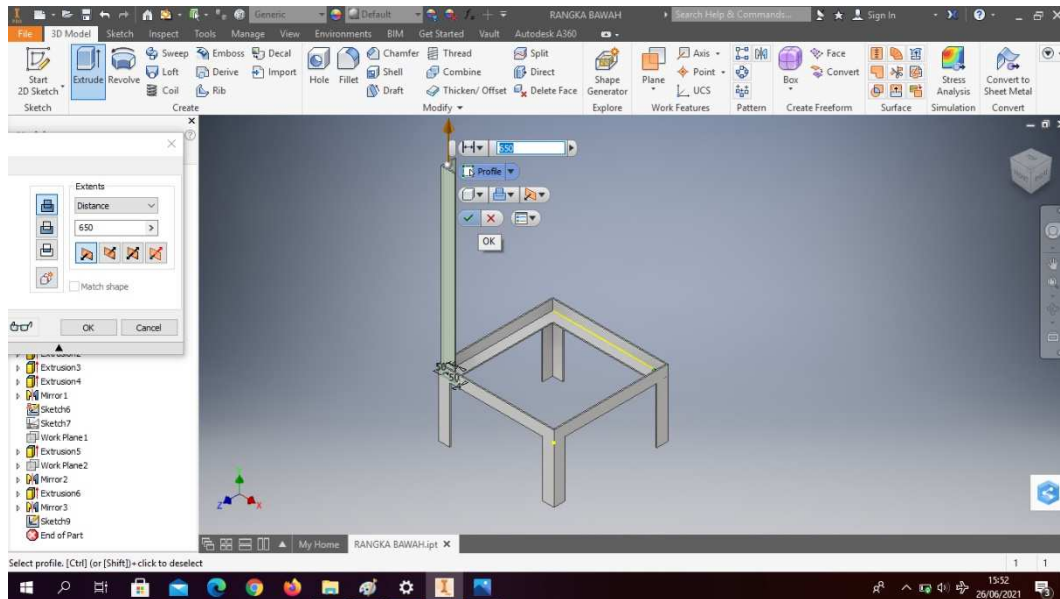 Generic Default RANGKA BAWAH Search Help & Commands... Sign In
File 3D Model Sketch Inspect Tools Manage View Environments BIM Get Started Vault Autodesk A360
Start 2D Sketch Extrude Revolve Sweep Emboss Decal Hole Fillet Chamfer Thread Split Shape Generator Plane Axis Box Face Stress Analysis Convert to Sheet Metal
Loft Derive Import Shell Combine Direct Point Convert
Coil Rib Draft Thicken/ Offset Delete Face UCS
Sketch Create Modify Explore Work Features Pattern Create Freeform Surface Simulation Convert
650
Profile
OK
Extents
Distance
650
Match shape
OK Cancel
Extrusion3
Extrusion4
Mirror1
Sketch6
Sketch7
Work Plane1
Extrusion5
Work Plane2
Mirror2
Extrusion6
Mirror3
Sketch9
End of Part
50
50
Y
Z X
My Home RANGKA BAWAH.ipt
Select profile. [Ctrl] (or [Shift])+click to deselect 1 1
15:52
26/06/2021